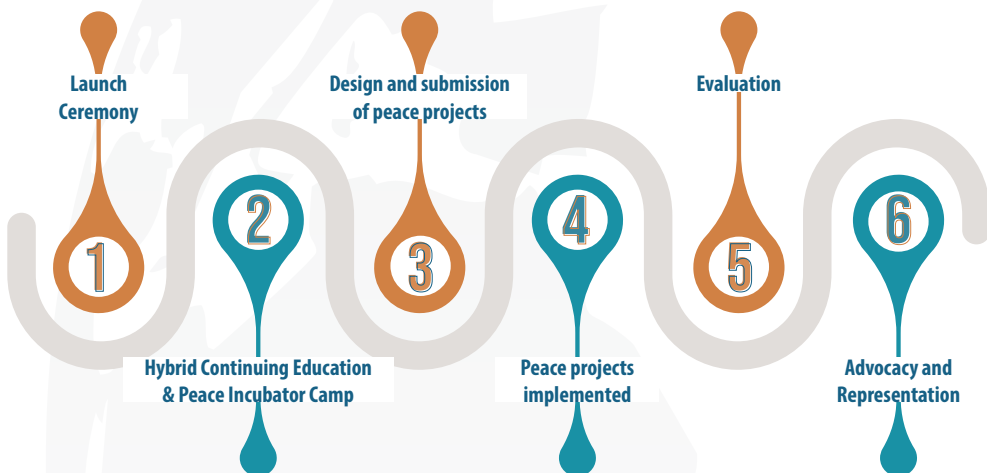 Launch
Ceremony
1
2
Hybrid Continuing Education
& Peace Incubator Camp
Design and submission
of peace projects
3
4
Peace projects
implemented
Evaluation
5
6
Advocacy and
Representation